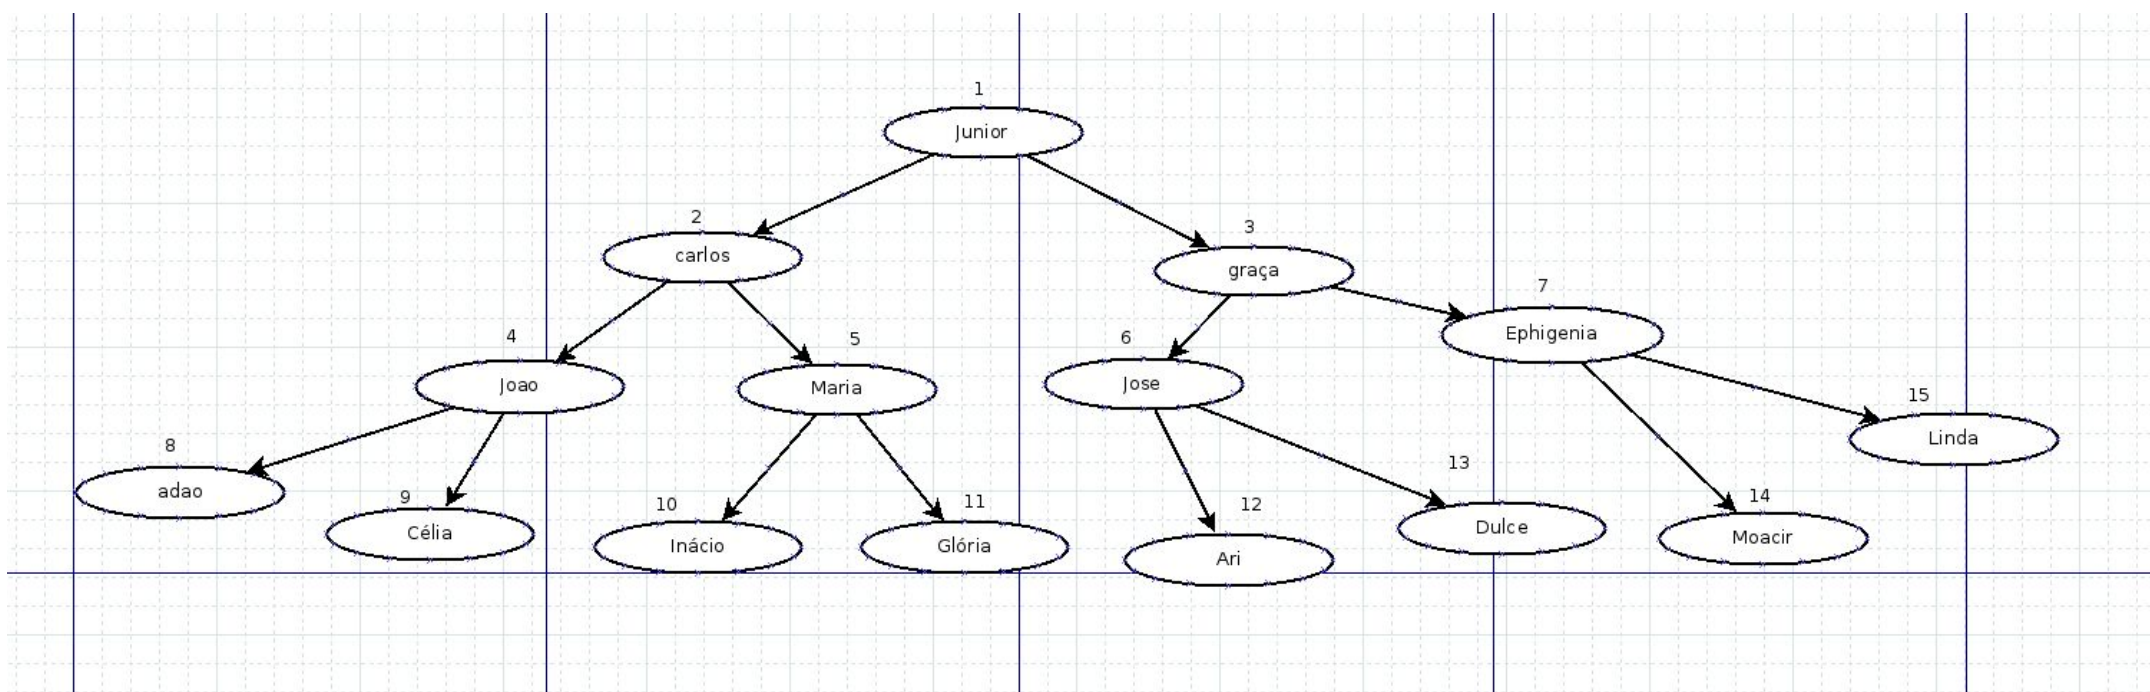 1
Junior
2
carlos
3
graça
4
Joao
5
Maria
6
Jose
7
Ephigenia
8
adao
9
Célia
10
Inácio
11
Glória
12
Ari
13
Dulce
14
Moacir
15
Linda